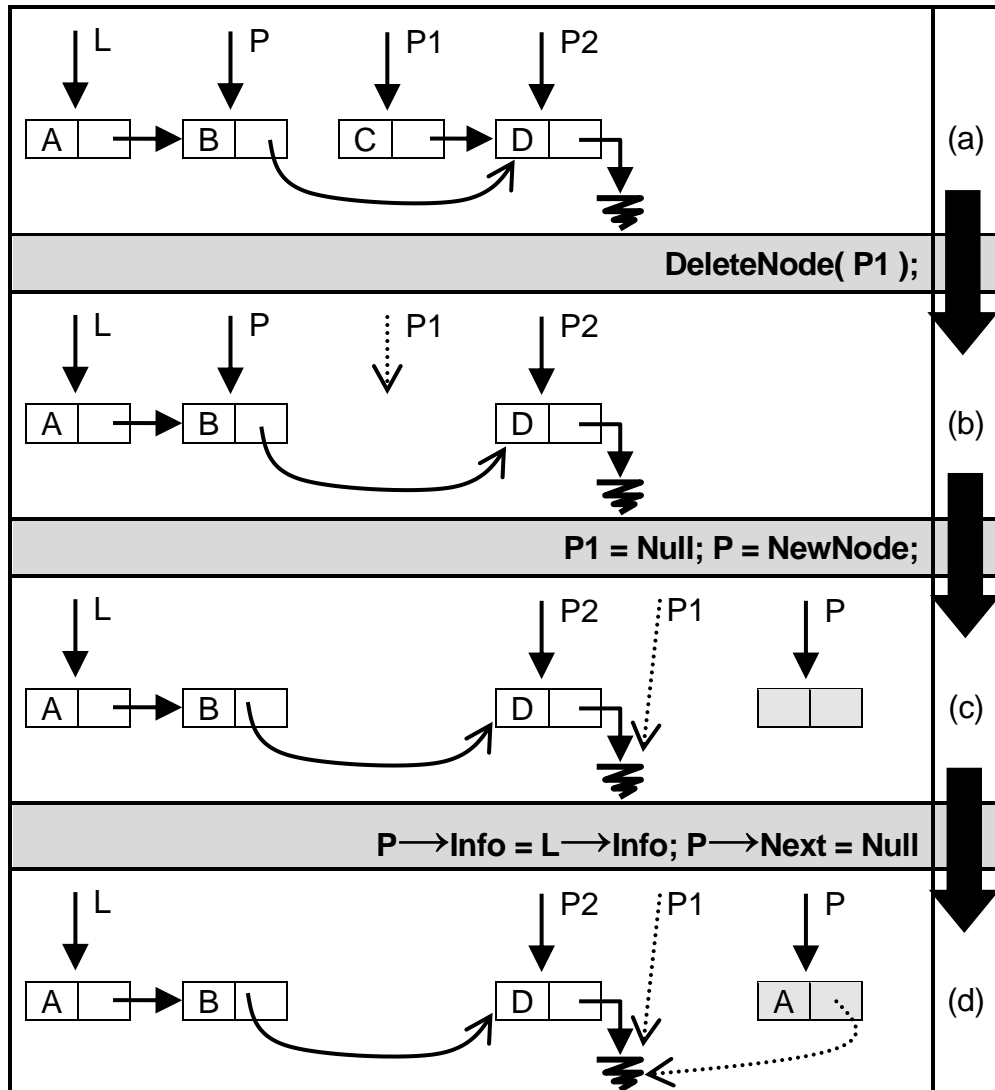 L P P1 P2
A B C D
(a)
DeleteNode( P1 );
L P P1 P2
A B D
(b)
P1 = Null; P = NewNode;
L P2 P1 P
A B D
(c)
P→Info = L→Info; P→Next = Null
L P2 P1 P
A B D A
(d)